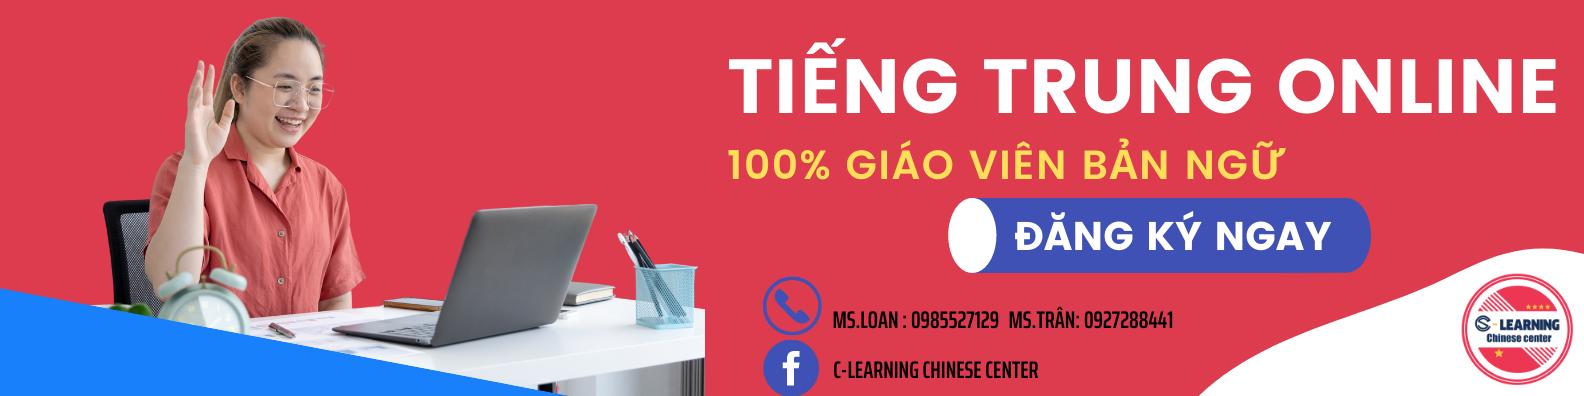 TIẾNG TRUNG ONLINE
100% GIÁO VIÊN BẢN NGỮ
ĐĂNG KÝ NGAY
MS.LOAN : 0985527129 MS.TRÂN: 0927288441
C-LEARNING CHINESE CENTER
C - LEARNING
Chinese center